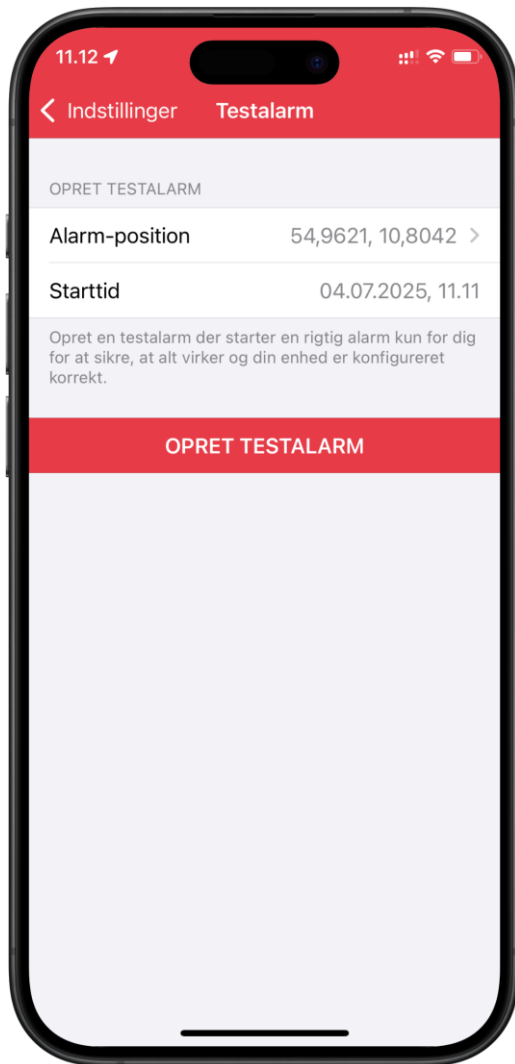 11.12
Indstillinger Testalarm
OPRET TESTALARM
Alarm-position 54,9621, 10,8042
Starttid 04.07.2025, 11.11
Opret en testalarm der starter en rigtig alarm kun for dig
for at sikre, at alt virker og din enhed er konfigureret
korrekt.
OPRET TESTALARM